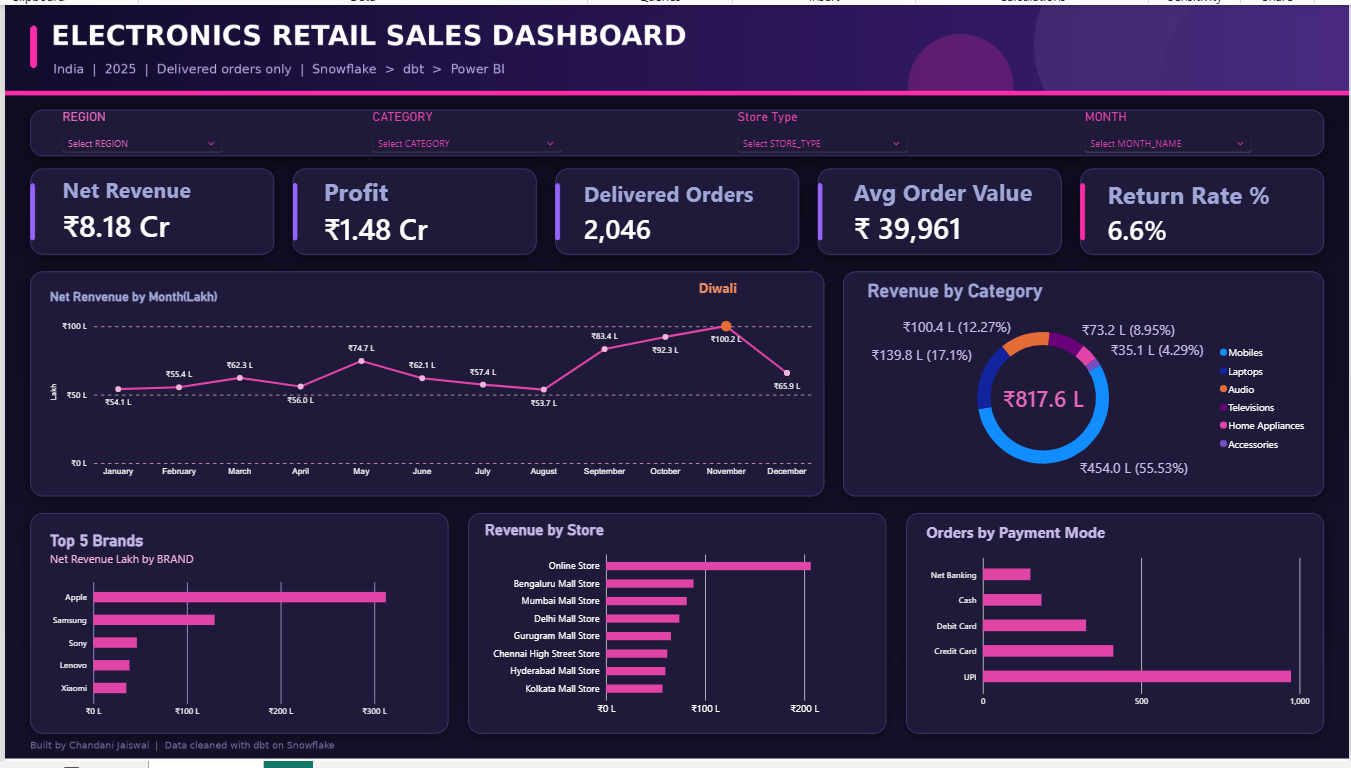 ELECTRONICS RETAIL SALES DASHBOARD
India | 2025 | Delivered orders only | Snowflake > dbt > Power BI
REGION
Select REGION
CATEGORY
Select CATEGORY
Store Type
Select STORE_TYPE
MONTH
Select MONTH_NAME
Net Revenue
₹8.18 Cr
Profit
₹1.48 Cr
Delivered Orders
2,046
Avg Order Value
₹ 39,961
Return Rate %
6.6%
Net Renvenue by Month(Lakh)
Diwali
Lakh
₹100 L
₹50 L
₹0 L
₹54.1 L
₹55.4 L
₹62.3 L
₹56.0 L
₹74.7 L
₹62.1 L
₹57.4 L
₹53.7 L
₹83.4 L
₹92.3 L
₹100.2 L
₹65.9 L
January February March April May June July August September October November December
Revenue by Category
₹100.4 L (12.27%)
₹73.2 L (8.95%)
₹35.1 L (4.29%)
₹139.8 L (17.1%)
₹817.6 L
₹454.0 L (55.53%)
Mobiles
Laptops
Audio
Televisions
Home Appliances
Accessories
Top 5 Brands
Net Revenue Lakh by BRAND
Apple
Samsung
Sony
Lenovo
Xiaomi
₹0 L ₹100 L ₹200 L ₹300 L
Revenue by Store
Online Store
Bengaluru Mall Store
Mumbai Mall Store
Delhi Mall Store
Gurugram Mall Store
Chennai High Street Store
Hyderabad Mall Store
Kolkata Mall Store
₹0 L ₹100 L ₹200 L
Orders by Payment Mode
Net Banking
Cash
Debit Card
Credit Card
UPI
0 500 1,000
Built by Chandani Jaiswal | Data cleaned with dbt on Snowflake